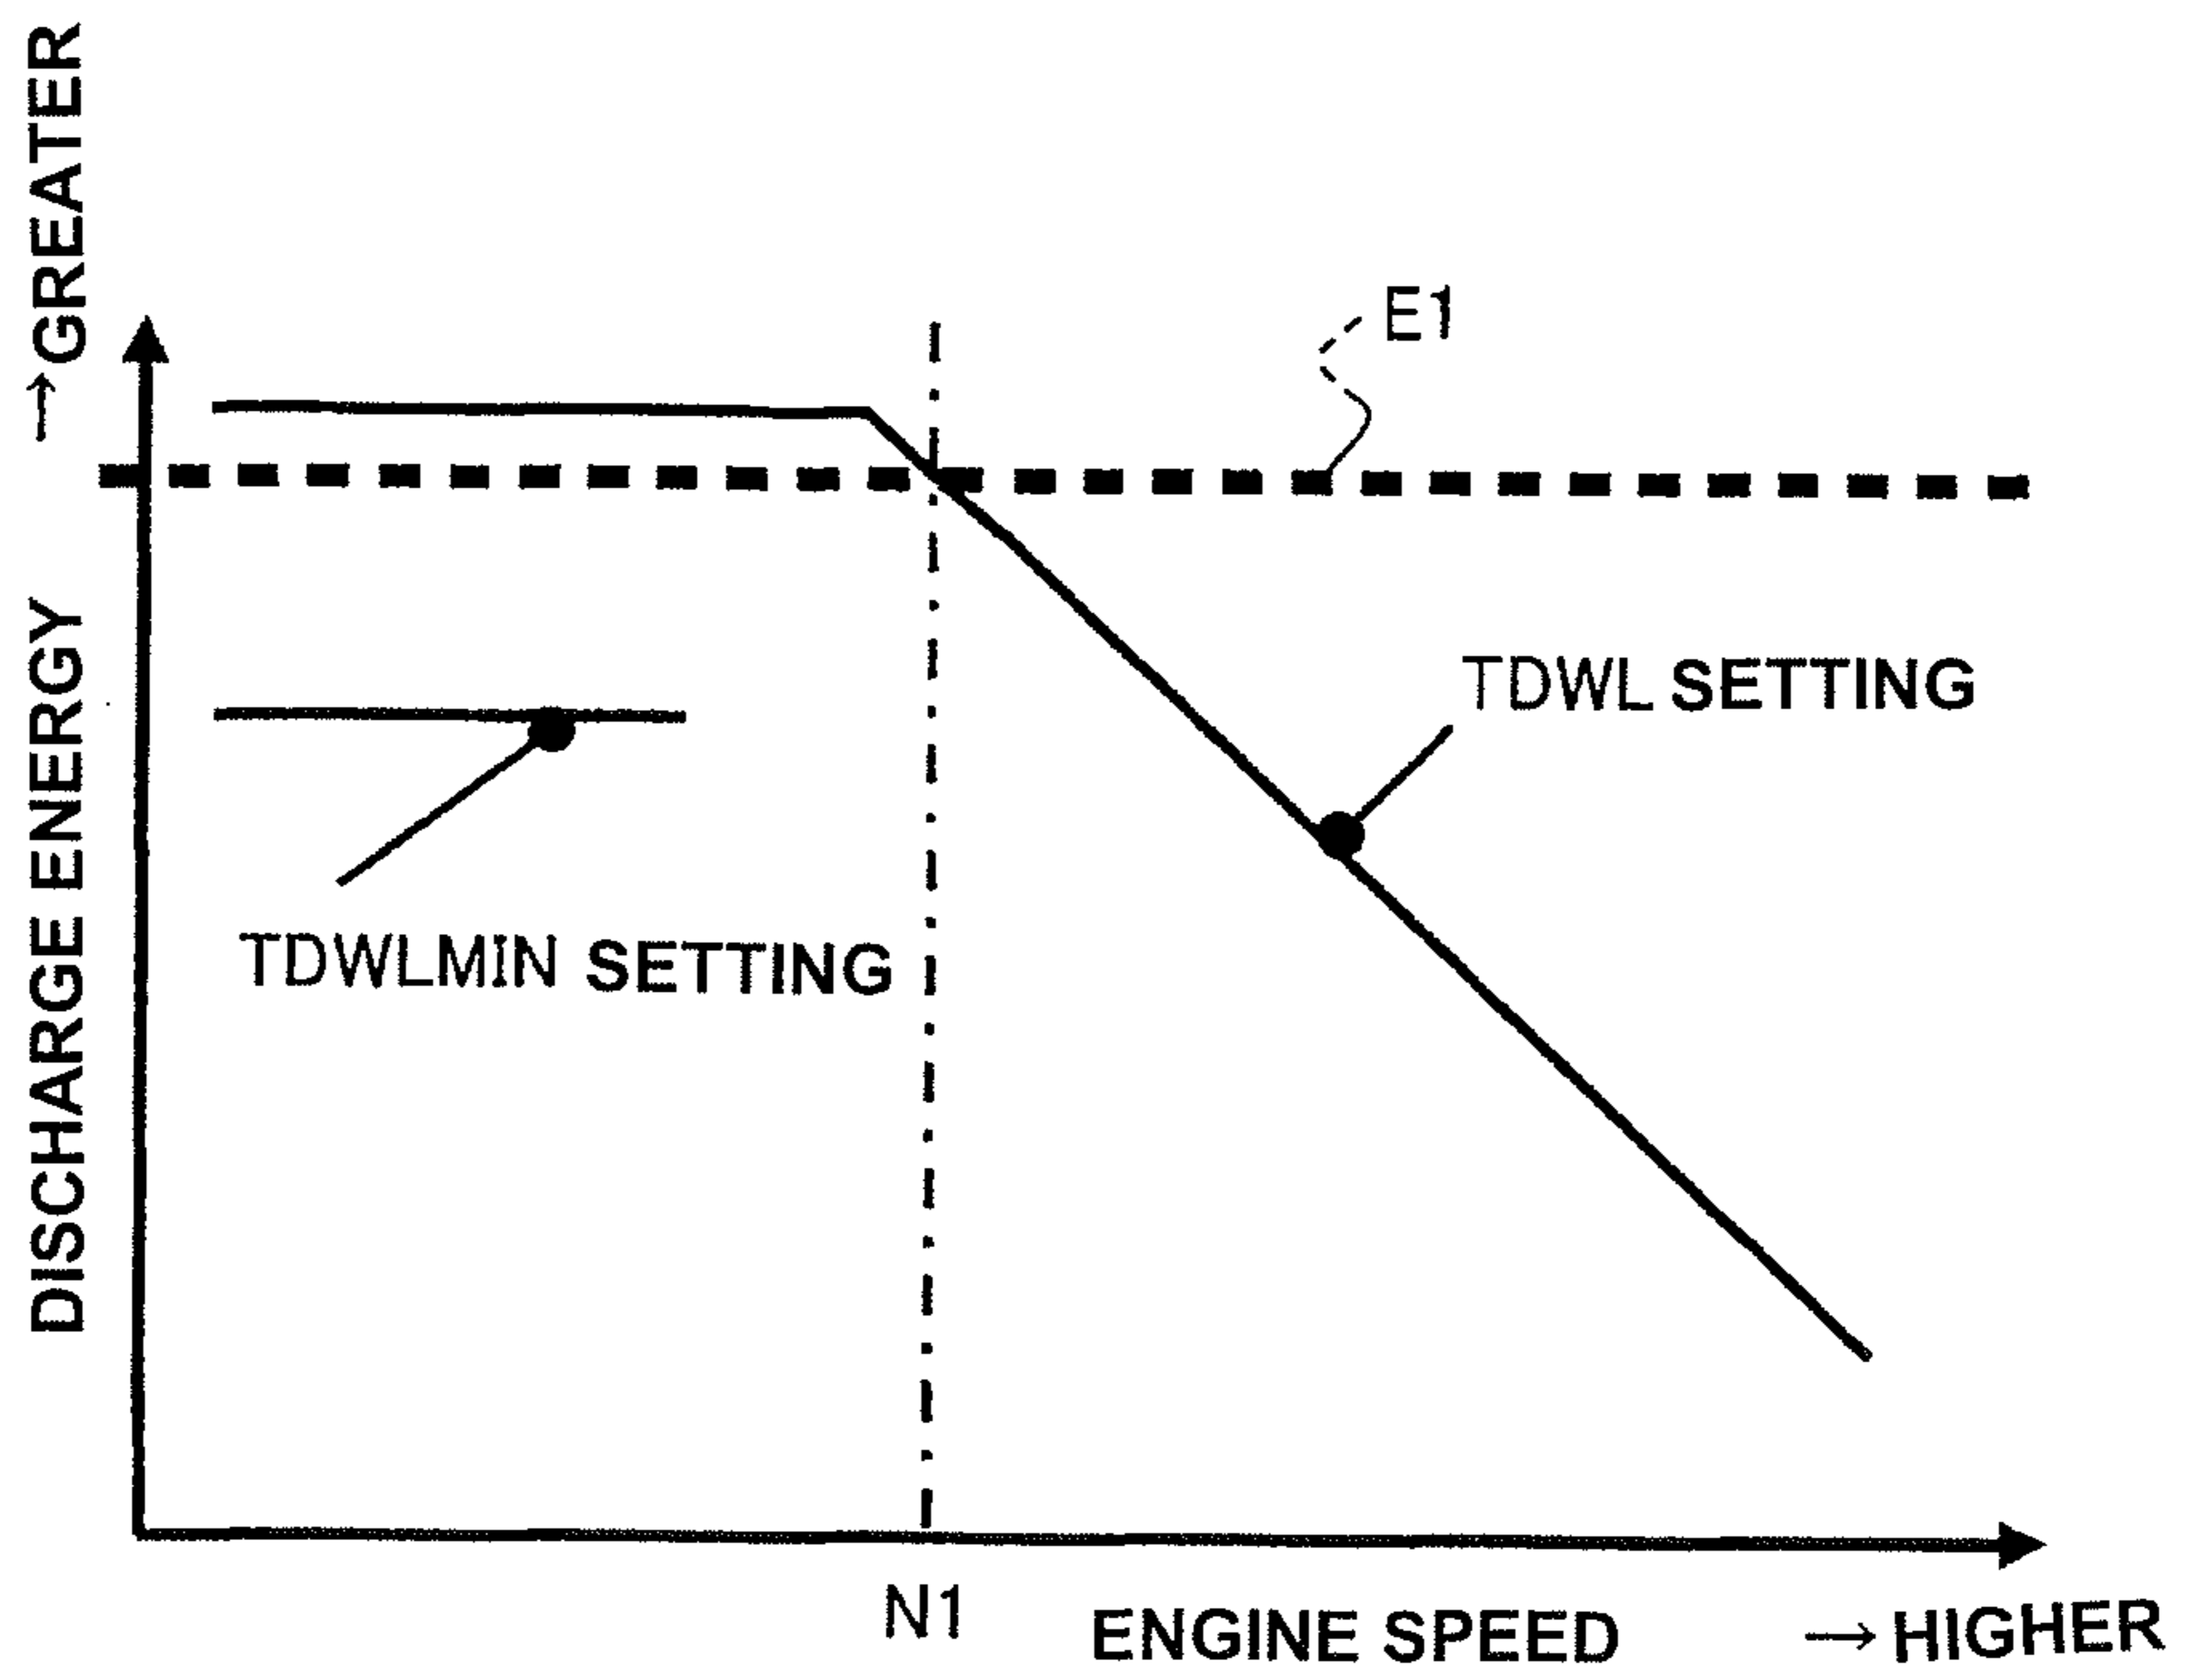 →GREATER
E1
TDWL SETTING
DISCHARGE ENERGY
TDWLMIN SETTING
N1
ENGINE SPEED →HIGHER